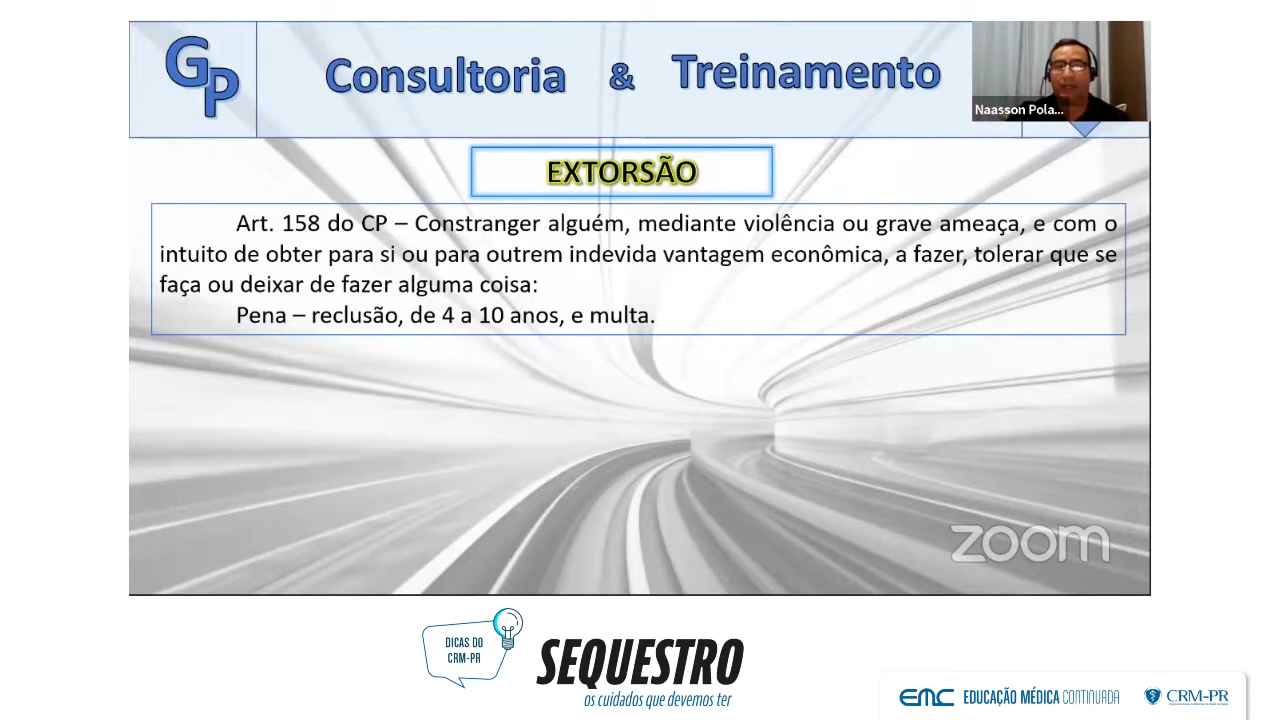 GP
Consultoria & Treinamento
Naasson Pola...
EXTORSÃO
Art. 158 do CP – Constranger alguém, mediante violência ou grave ameaça, e com o
intuito de obter para si ou para outrem indevida vantagem econômica, a fazer, tolerar que se
faça ou deixar de fazer alguma coisa:
Pena – reclusão, de 4 a 10 anos, e multa.
zoom
DICAS DO
CRM-PR
SEQUESTRO
os cuidados que devemos ter
EMC EDUCAÇÃO MÉDICA CONTINUADA
CRM-PR